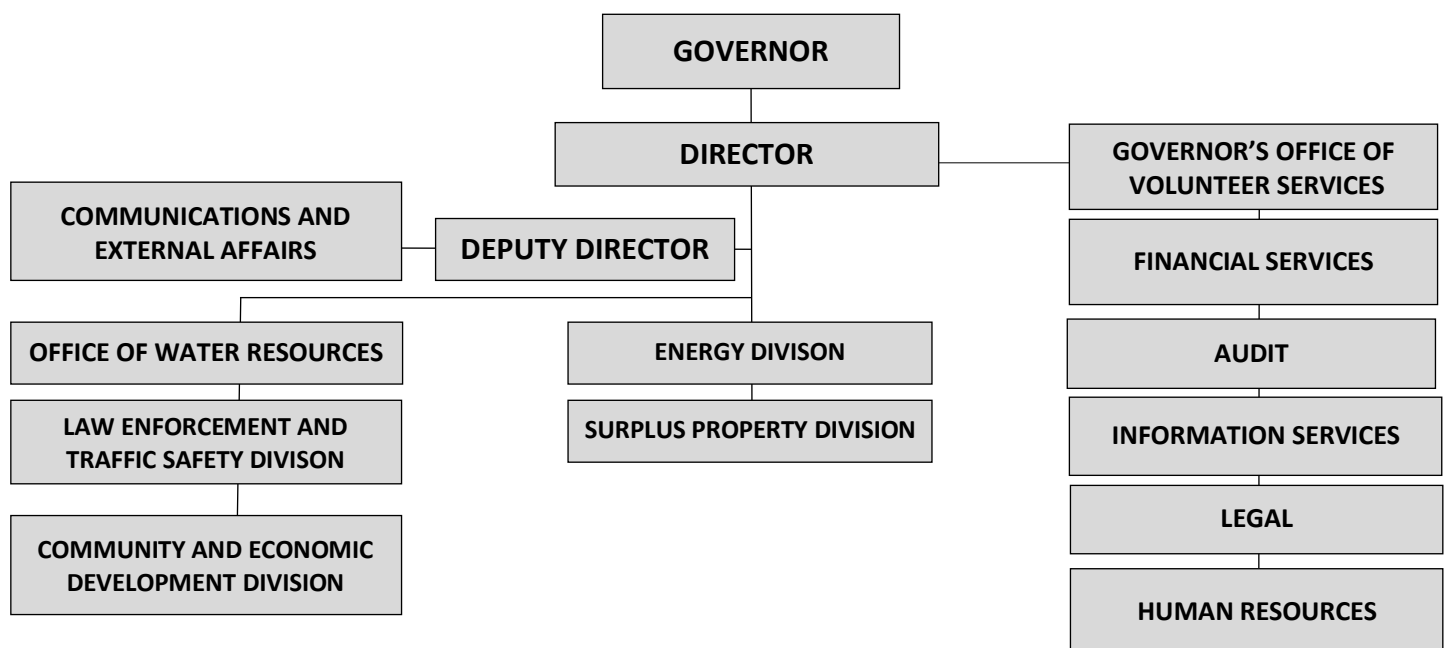 GOVERNOR
DIRECTOR
GOVERNOR’S OFFICE OF
VOLUNTEER SERVICES
COMMUNICATIONS AND
EXTERNAL AFFAIRS
DEPUTY DIRECTOR
FINANCIAL SERVICES
OFFICE OF WATER RESOURCES
ENERGY DIVISON
AUDIT
LAW ENFORCEMENT AND
TRAFFIC SAFETY DIVISON
SURPLUS PROPERTY DIVISION
INFORMATION SERVICES
COMMUNITY AND ECONOMIC
DEVELOPMENT DIVISION
LEGAL
HUMAN RESOURCES